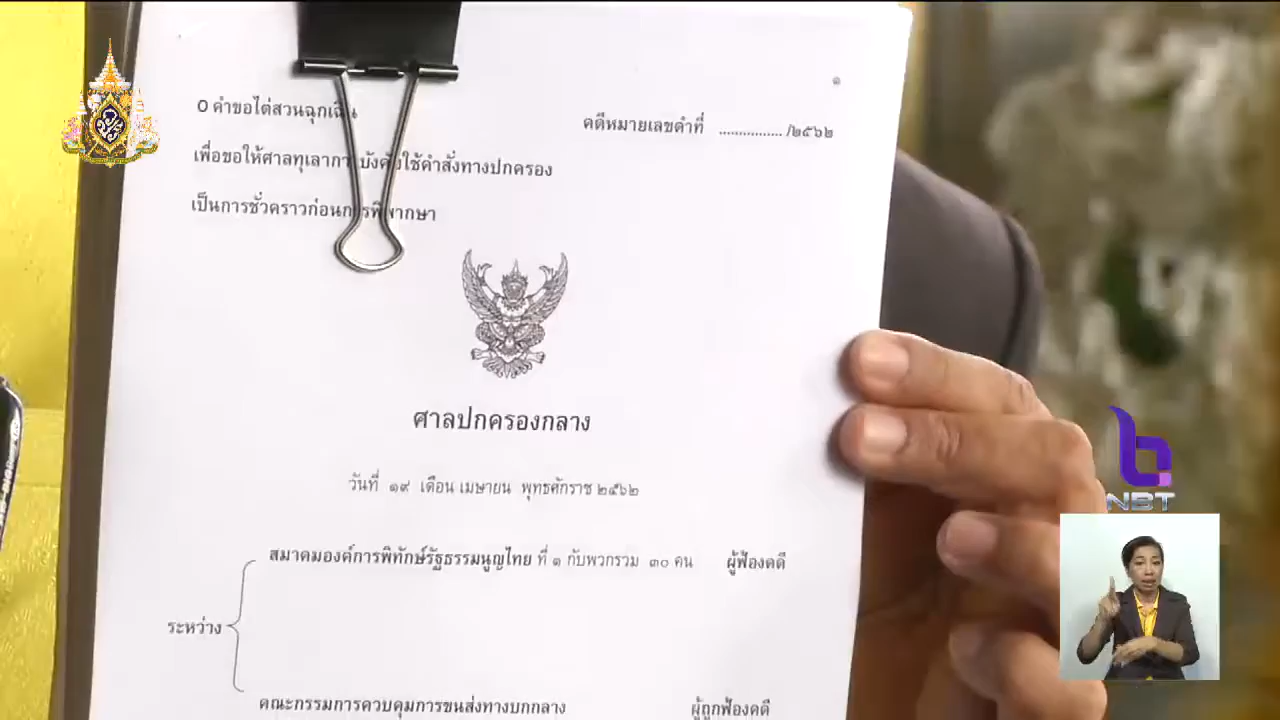 ๑
O คำขอไต่สวนฉุกเฉิน
คดีหมายเลขดำที่ ................ /๒๕๖๒
เพื่อขอให้ศาลทุเลาการบังคับใช้คำสั่งทางปกครอง
เป็นการชั่วคราวก่อนการพิพากษา
ศาลปกครองกลาง
วันที่ ๑๙ เดือน เมษายน พุทธศักราช ๒๕๖๒
สมาคมองค์การพิทักษ์รัฐธรรมนูญไทย ที่ ๑ กับพวกรวม ๓๐ คน ผู้ฟ้องคดี
ระหว่าง
คณะกรรมการควบคุมการขนส่งทางบกกลาง ผู้ถูกฟ้องคดี
NBT